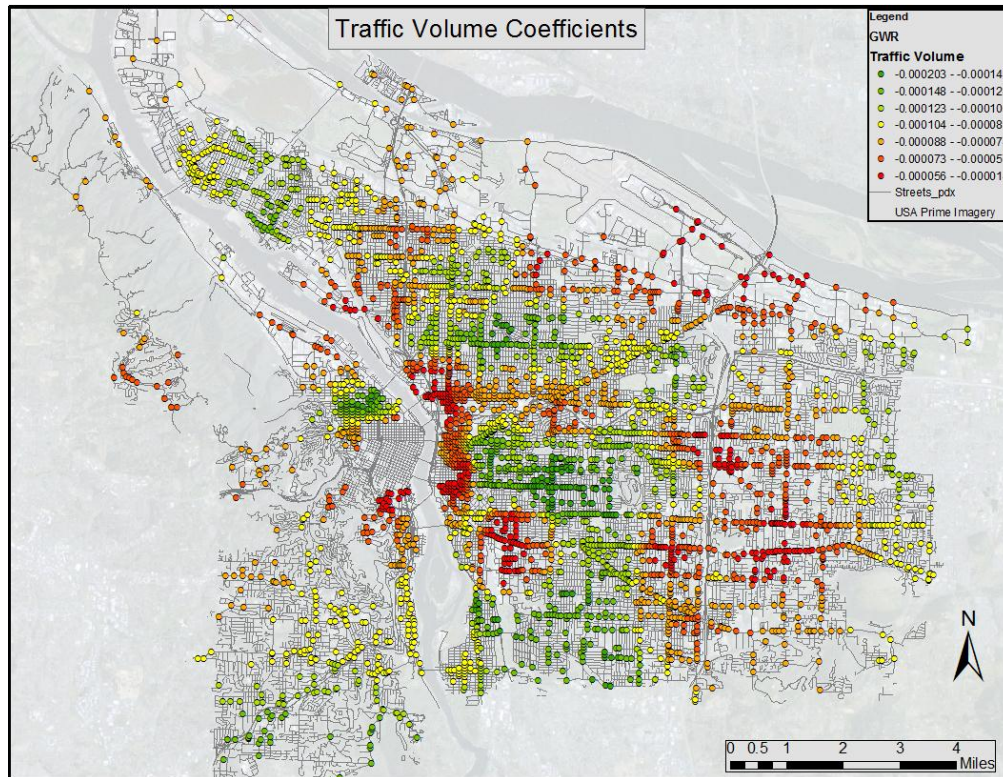 Traffic Volume Coefficients
Legend
GWR
Traffic Volume
-0.000203 - -0.00014
-0.000148 - -0.00012
-0.000123 - -0.00010
-0.000104 - -0.00008
-0.000088 - -0.00007
-0.000073 - -0.00005
-0.000056 - -0.00001
Streets_pdx
USA Prime Imagery
N
0 0.5 1 2 3 4
Miles